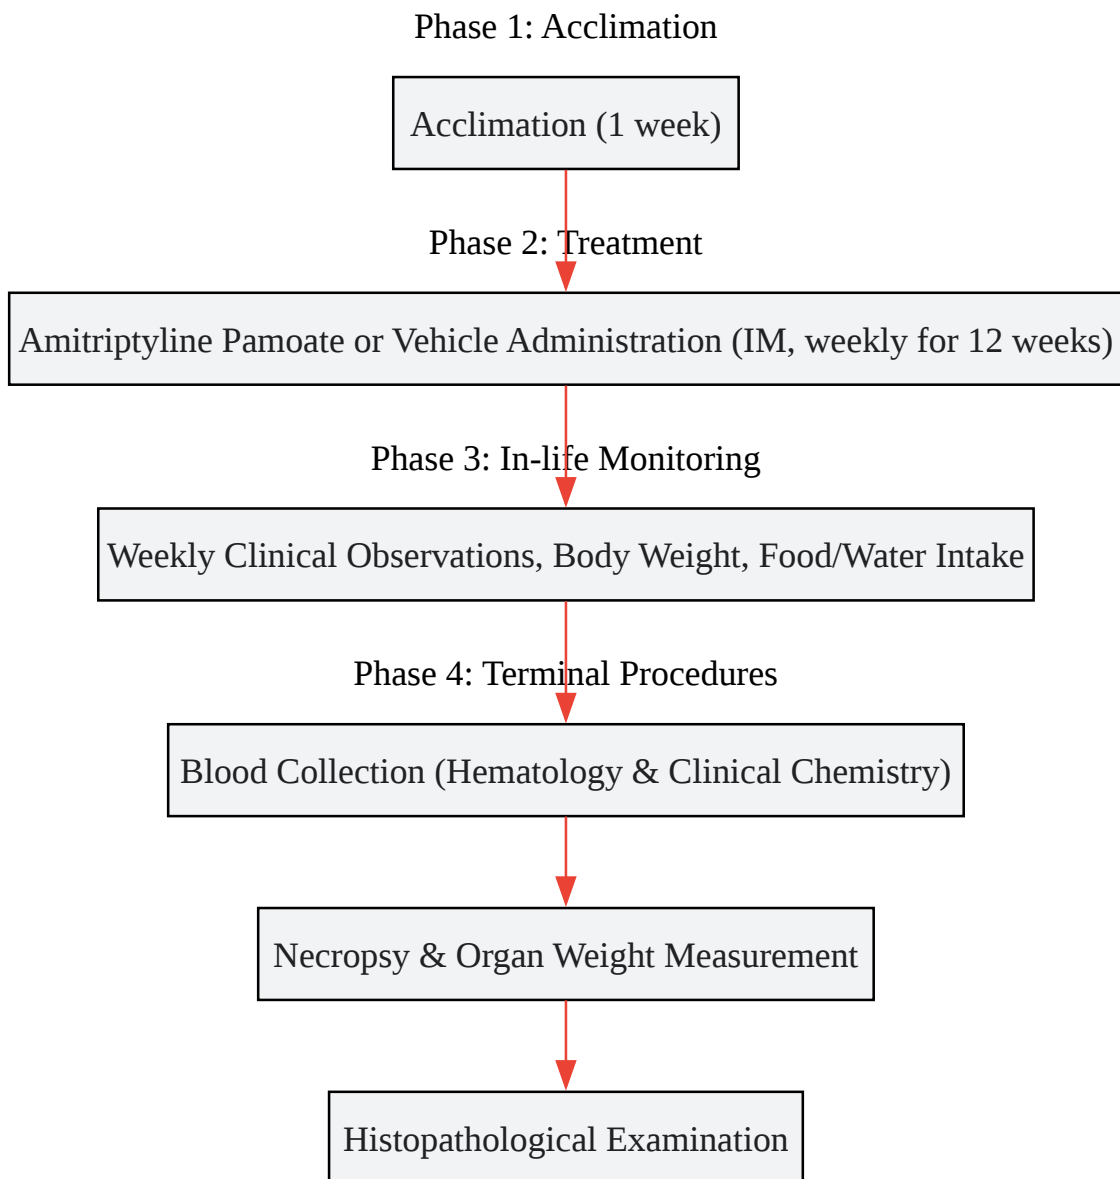 Phase 1: Acclimation
Acclimation (1 week)
Phase 2: Treatment
Amitriptyline Pamoate or Vehicle Administration (IM, weekly for 12 weeks)
Phase 3: In-life Monitoring
Weekly Clinical Observations, Body Weight, Food/Water Intake
Phase 4: Terminal Procedures
Blood Collection (Hematology & Clinical Chemistry)
Necropsy & Organ Weight Measurement
Histopathological Examination